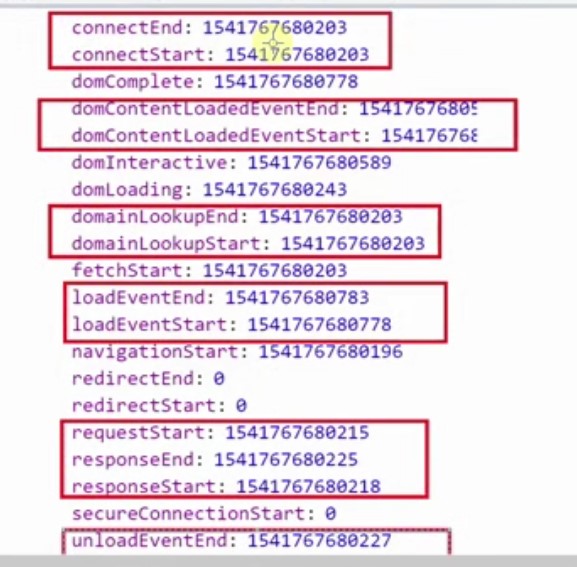 connectEnd: 1541767680203
connectStart: 1541767680203
domComplete: 1541767680778
domContentLoadedEventEnd: 15417676805
domContentLoadedEventStart: 154176768
domInteractive: 1541767680589
domLoading: 1541767680243
domainLookupEnd: 1541767680203
domainLookupStart: 1541767680203
fetchStart: 1541767680203
loadEventEnd: 1541767680783
loadEventStart: 1541767680778
navigationStart: 1541767680196
redirectEnd: 0
redirectStart: 0
requestStart: 1541767680215
responseEnd: 1541767680225
responseStart: 1541767680218
secureConnectionStart: 0
unloadEventEnd: 1541767680227